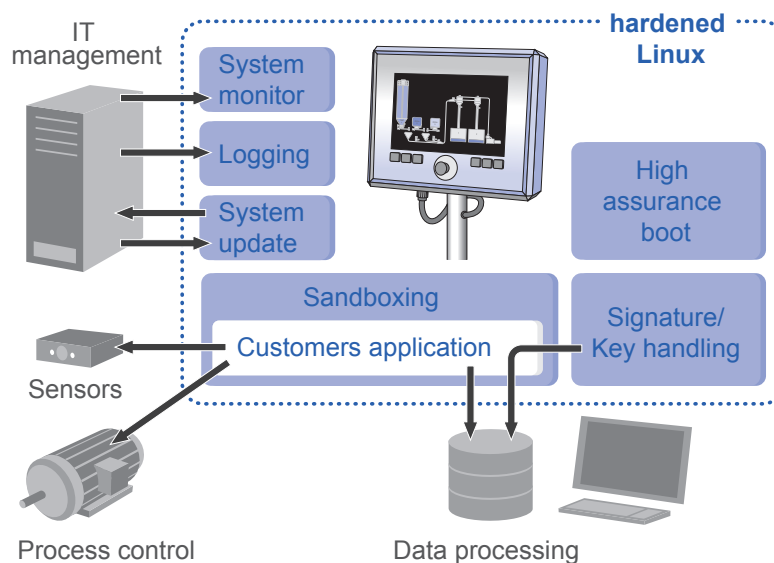 IT
management
hardened
Linux
System
monitor
Logging
System
update
High
assurance
boot
Sandboxing
Customers application
Signature/
Key handling
Sensors
Process control
Data processing